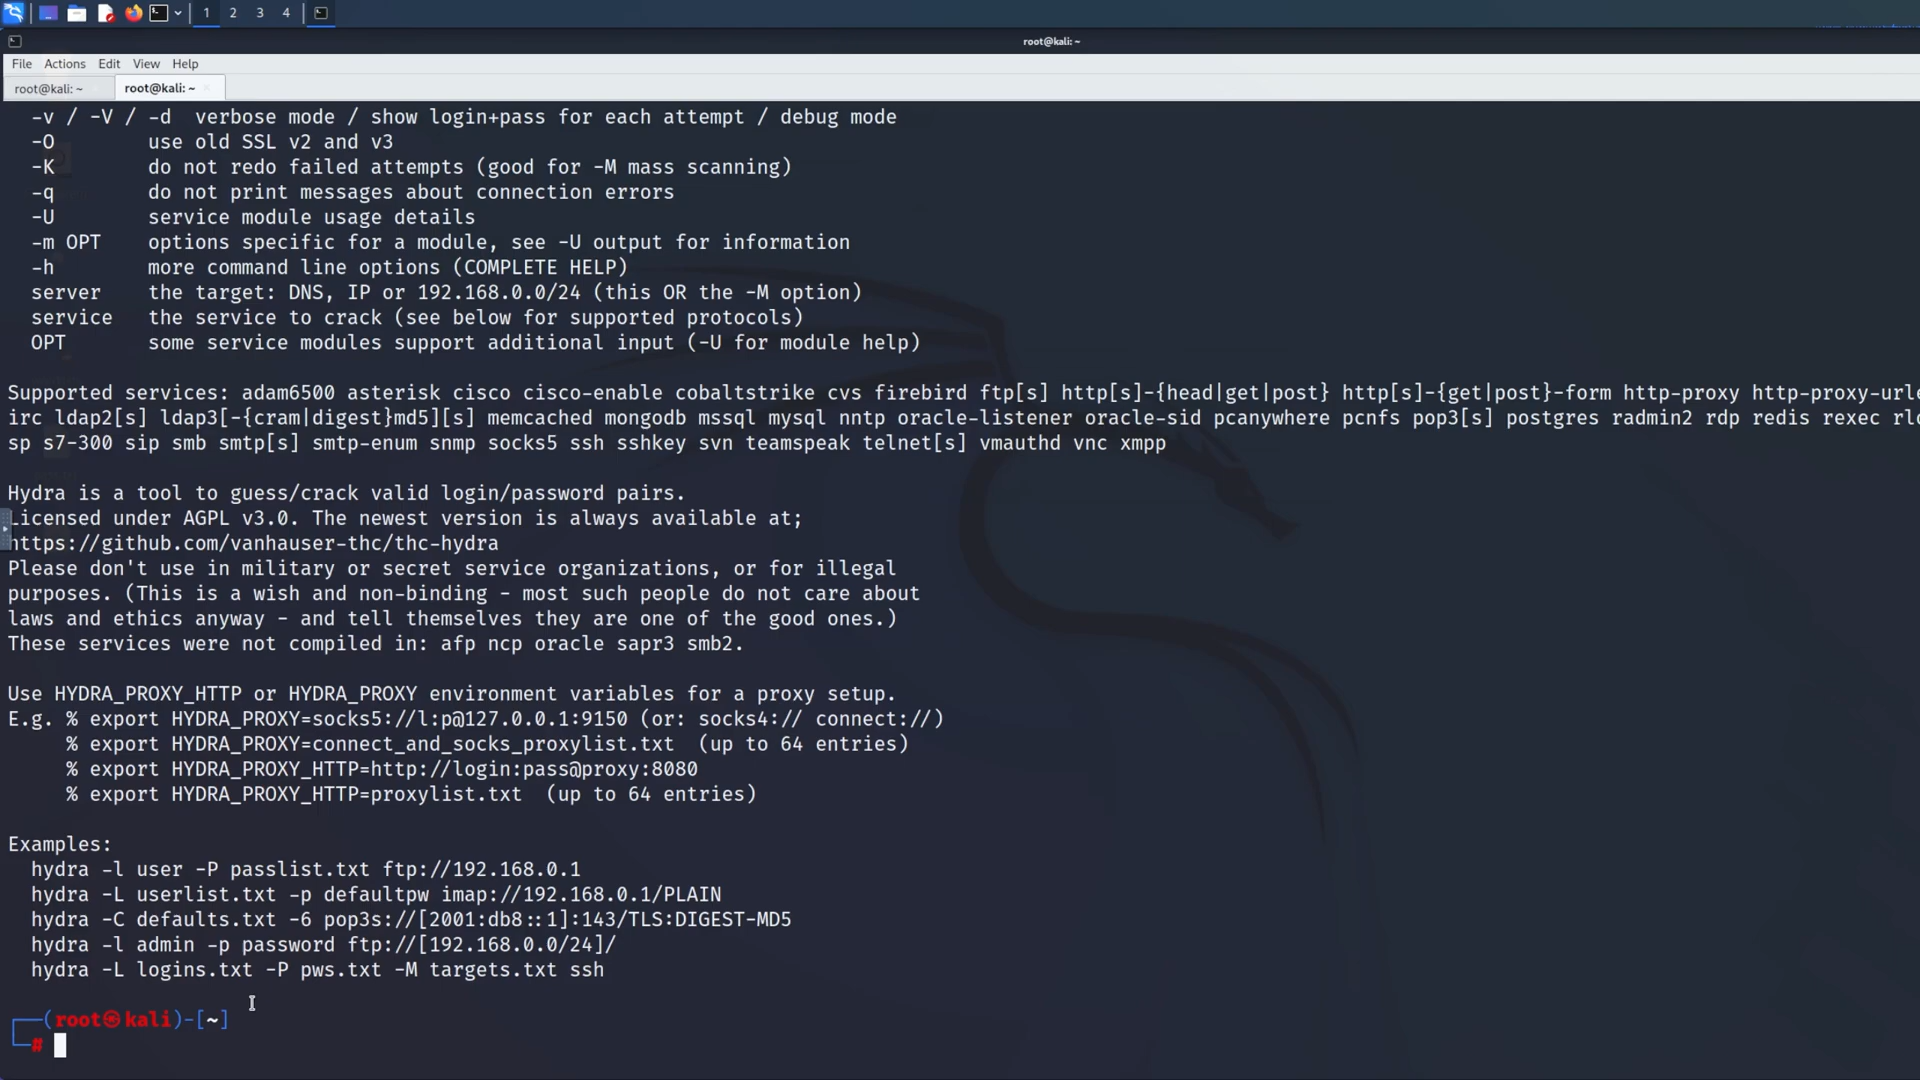 1 2 3 4
root@kali: ~
File Actions Edit View Help
root@kali: ~ root@kali: ~
-v / -V / -d verbose mode / show login+pass for each attempt / debug mode
-O use old SSL v2 and v3
-K do not redo failed attempts (good for -M mass scanning)
-q do not print messages about connection errors
-U service module usage details
-m OPT options specific for a module, see -U output for information
-h more command line options (COMPLETE HELP)
server the target: DNS, IP or 192.168.0.0/24 (this OR the -M option)
service the service to crack (see below for supported protocols)
OPT some service modules support additional input (-U for module help)
Supported services: adam6500 asterisk cisco cisco-enable cobaltstrike cvs firebird ftp[s] http[s]-{head|get|post} http[s]-{get|post}-form http-proxy http-proxy-urle
irc ldap2[s] ldap3[-{cram|digest}md5][s] memcached mongodb mssql mysql nntp oracle-listener oracle-sid pcanywhere pcnfs pop3[s] postgres radmin2 rdp redis rexec rlo
sp s7-300 sip smb smtp[s] smtp-enum snmp socks5 ssh sshkey svn teamspeak telnet[s] vmauthd vnc xmpp
Hydra is a tool to guess/crack valid login/password pairs.
Licensed under AGPL v3.0. The newest version is always available at;
https://github.com/vanhauser-thc/thc-hydra
Please don't use in military or secret service organizations, or for illegal
purposes. (This is a wish and non-binding - most such people do not care about
laws and ethics anyway - and tell themselves they are one of the good ones.)
These services were not compiled in: afp ncp oracle sapr3 smb2.
Use HYDRA_PROXY_HTTP or HYDRA_PROXY environment variables for a proxy setup.
E.g. % export HYDRA_PROXY=socks5://l:p@127.0.0.1:9150 (or: socks4:// connect://)
% export HYDRA_PROXY=connect_and_socks_proxylist.txt (up to 64 entries)
% export HYDRA_PROXY_HTTP=http://login:pass@proxy:8080
% export HYDRA_PROXY_HTTP=proxylist.txt (up to 64 entries)
Examples:
hydra -l user -P passlist.txt ftp://192.168.0.1
hydra -L userlist.txt -p defaultpw imap://192.168.0.1/PLAIN
hydra -C defaults.txt -6 pop3s://[2001:db8::1]:143/TLS:DIGEST-MD5
hydra -l admin -p password ftp://[192.168.0.0/24]/
hydra -L logins.txt -P pws.txt -M targets.txt ssh
┌──(root㉿kali)-[~]
└─#